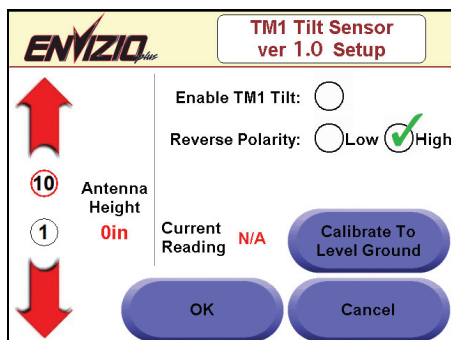 ENVIZIO plus
TM1 Tilt Sensor
ver 1.0 Setup
Enable TM1 Tilt:
Reverse Polarity: Low High
10
Antenna
Height
1
0in
Current
Reading
N/A
Calibrate To
Level Ground
OK
Cancel